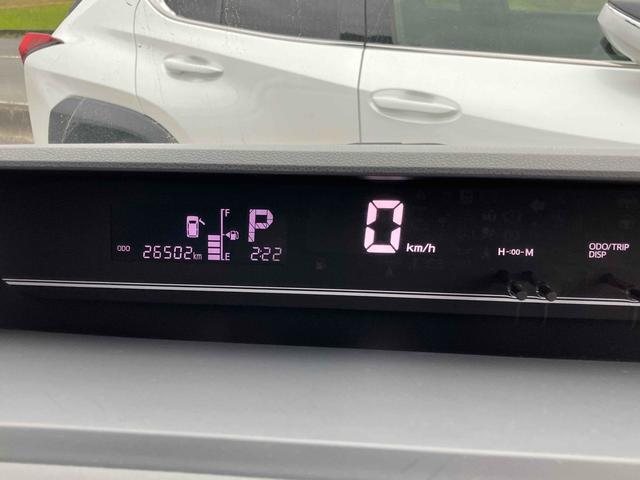 F
P
0
km/h
ODO
26502 km
E
2:22
H -:00- M
ODO/TRIP
DISP